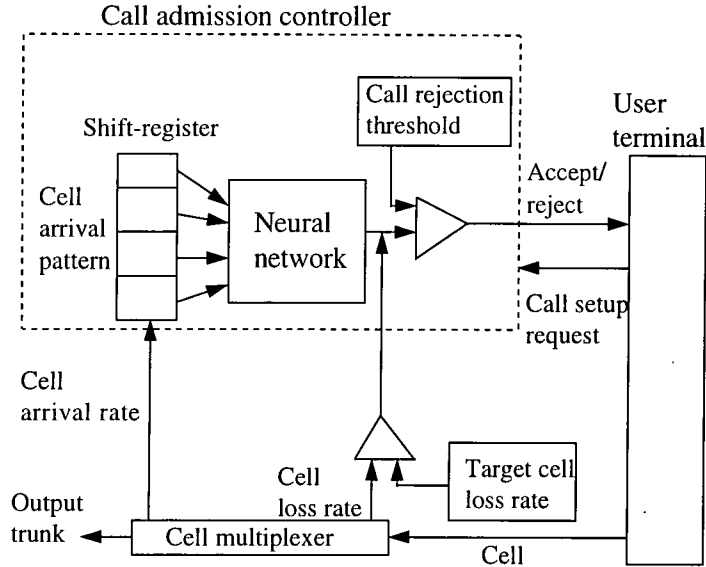 Call admission controller
Call rejection
threshold
User
terminal
Shift-register
Cell
arrival
pattern
Neural
network
Accept/
reject
Call setup
request
Cell
arrival rate
Cell
loss rate
Target cell
loss rate
Output
trunk
Cell multiplexer
Cell